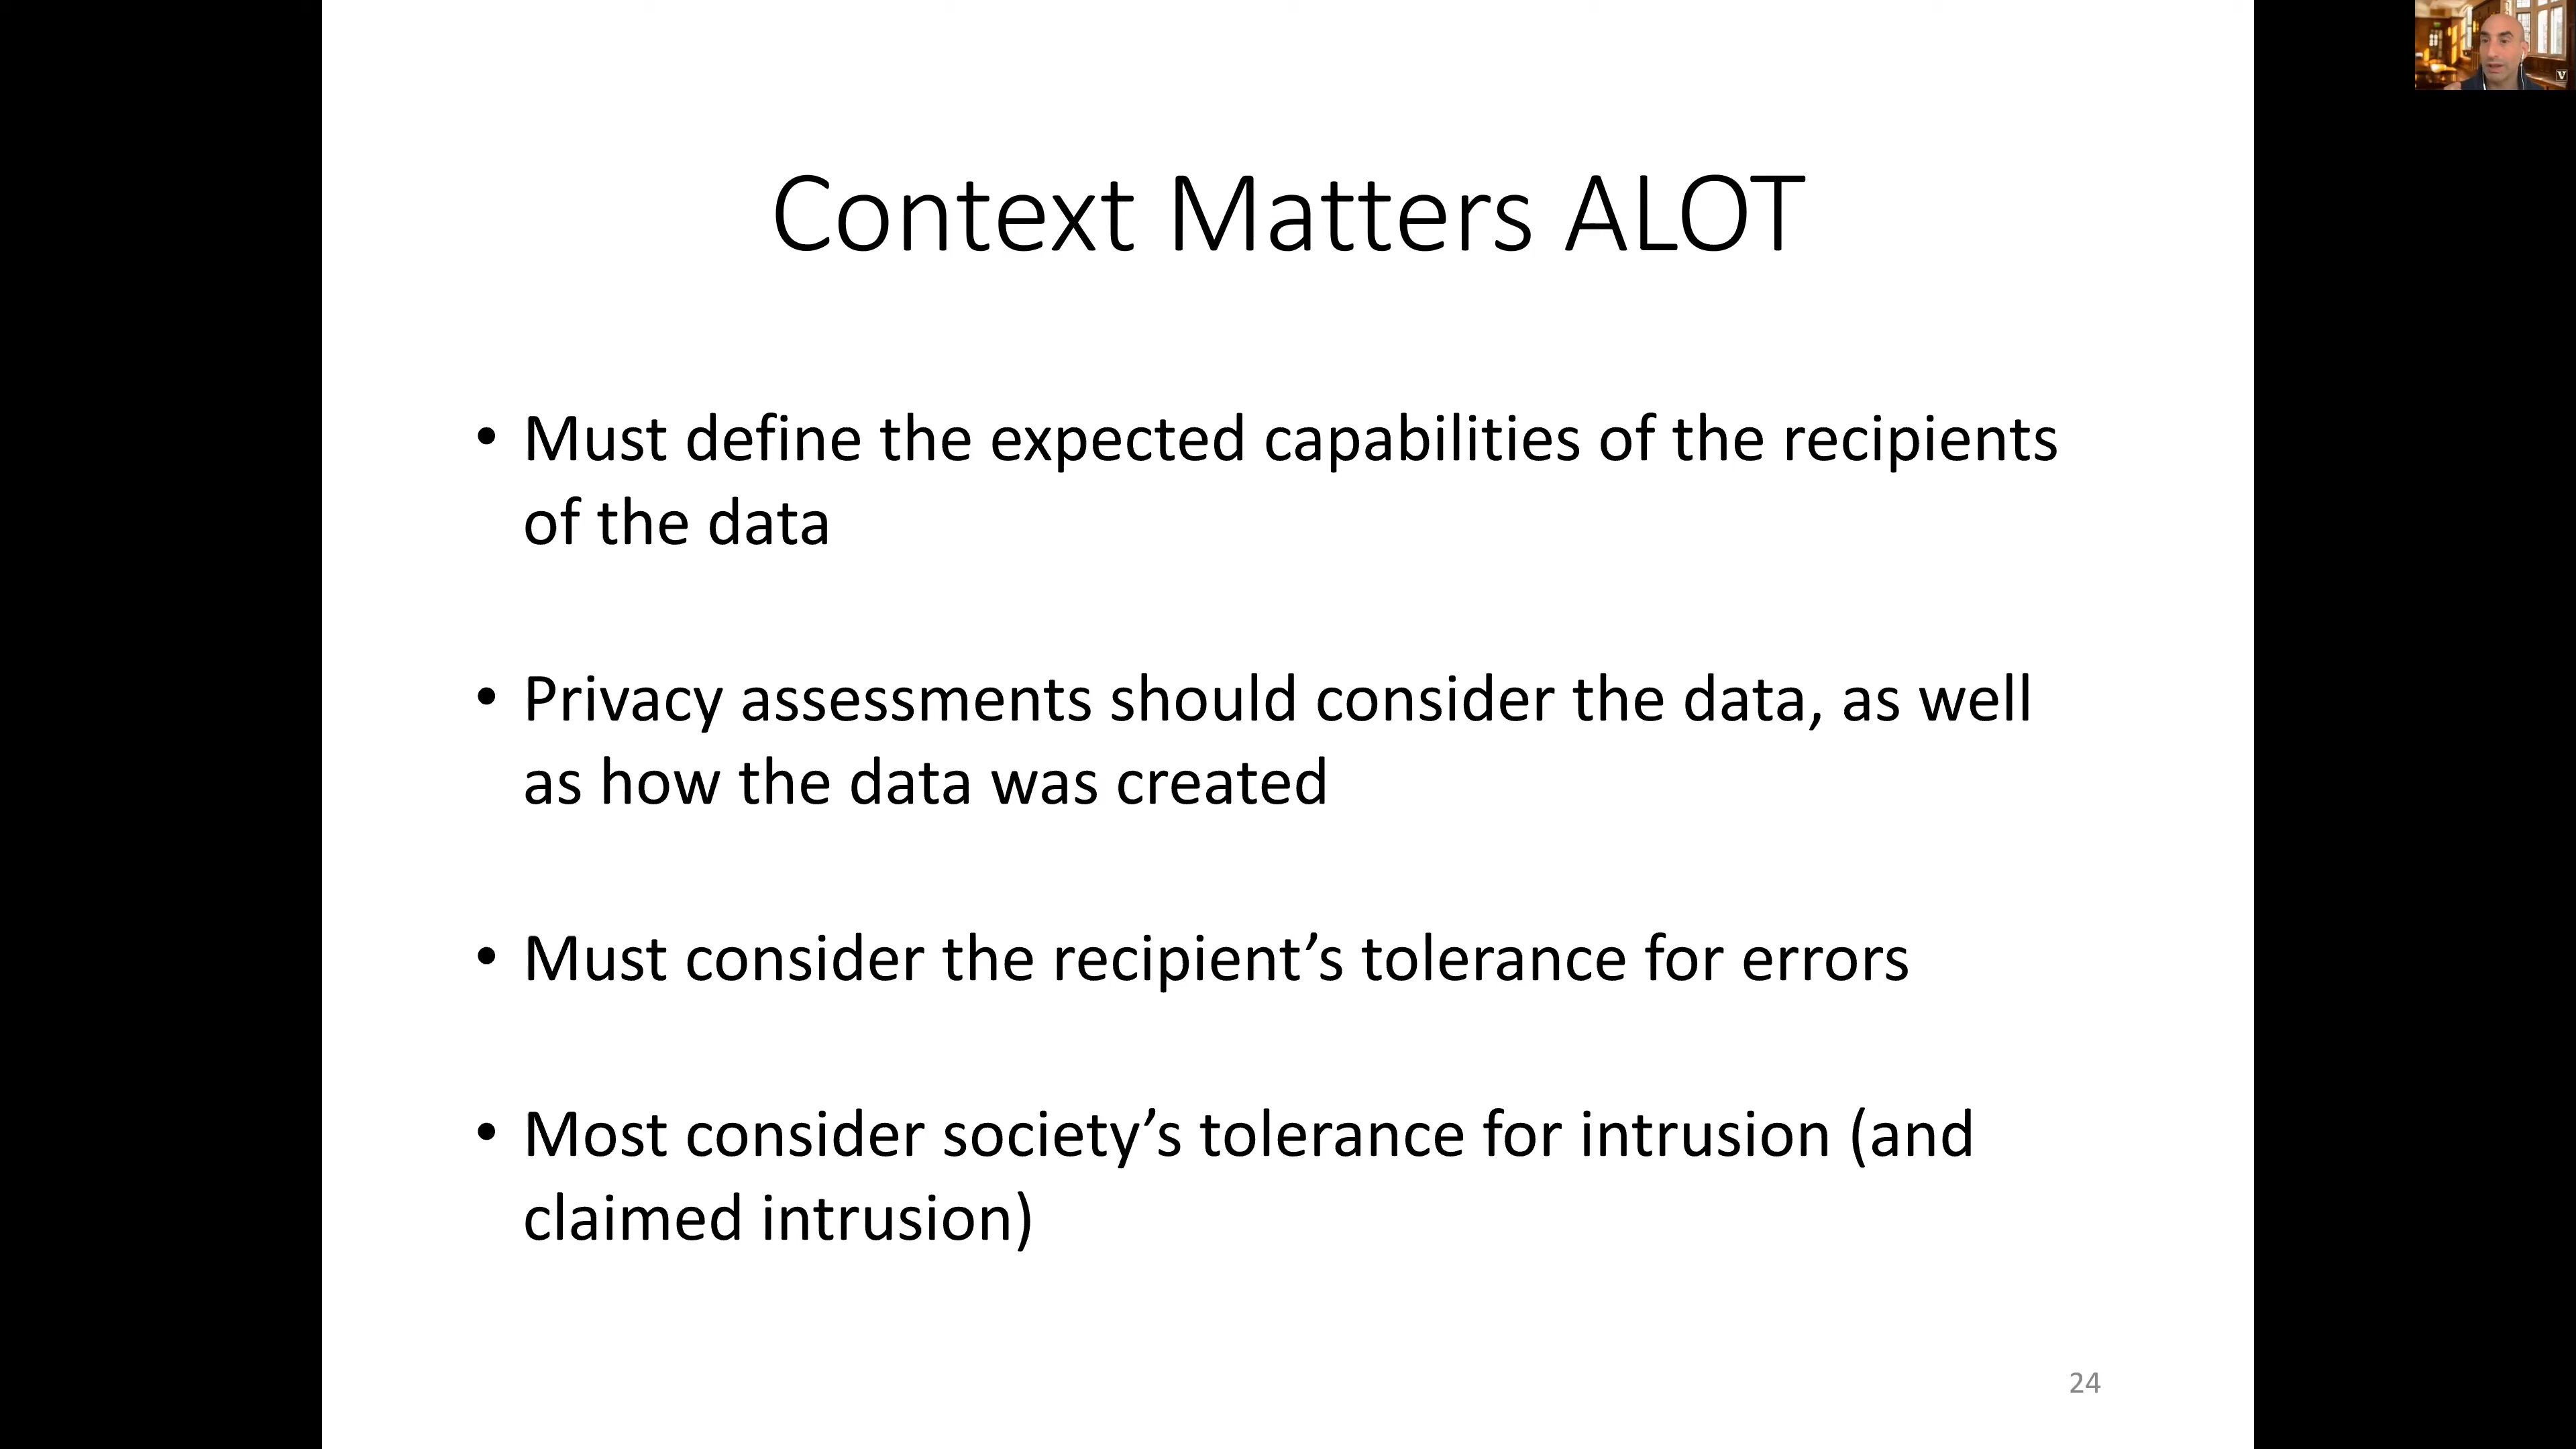 Context Matters ALOT
• Must define the expected capabilities of the recipients
of the data
• Privacy assessments should consider the data, as well
as how the data was created
• Must consider the recipient’s tolerance for errors
• Most consider society’s tolerance for intrusion (and
claimed intrusion)
24
V